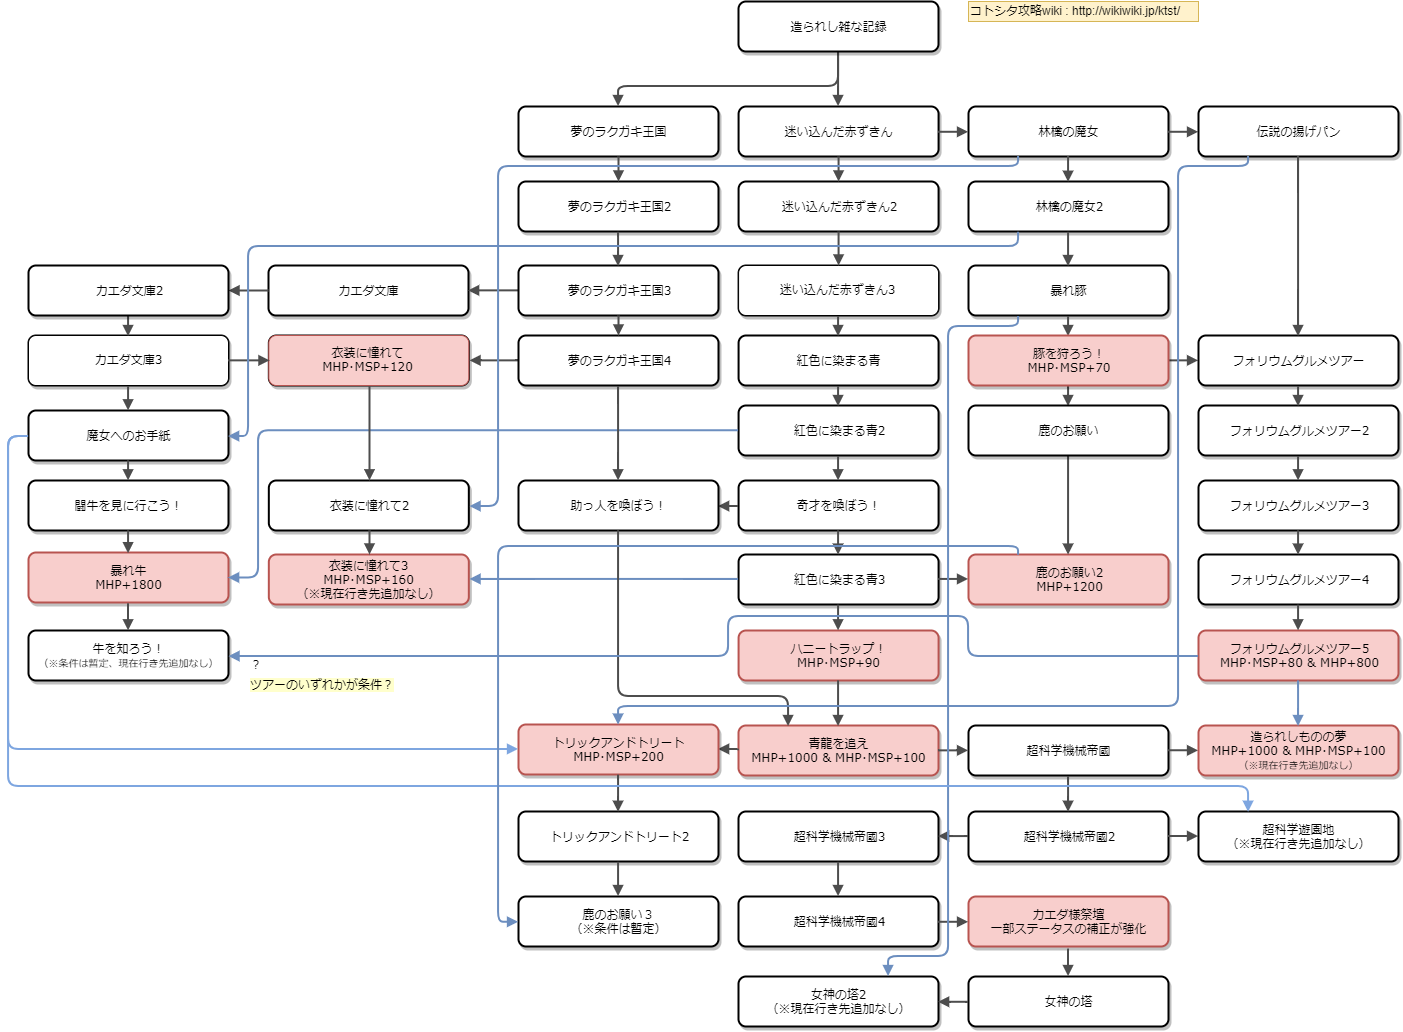 造られし雑な記録
コトシタ攻略wiki : http://wikiwiki.jp/ktst/
夢のラクガキ王国
迷い込んだ赤ずきん
林檎の魔女
伝説の揚げパン
夢のラクガキ王国2
迷い込んだ赤ずきん2
林檎の魔女2
カエダ文庫2
カエダ文庫
夢のラクガキ王国3
迷い込んだ赤ずきん3
暴れ豚
カエダ文庫3
衣装に憧れて
MHP･MSP+120
夢のラクガキ王国4
紅色に染まる青
豚を狩ろう！
MHP･MSP+70
フォリウムグルメツアー
魔女へのお手紙
紅色に染まる青2
鹿のお願い
フォリウムグルメツアー2
闘牛を見に行こう！
衣装に憧れて2
助っ人を喚ぼう！
奇才を喚ぼう！
フォリウムグルメツアー3
暴れ牛
MHP+1800
衣装に憧れて3
MHP･MSP+160
（※現在行き先追加なし）
紅色に染まる青3
鹿のお願い2
MHP+1200
フォリウムグルメツアー4
牛を知ろう！
（※条件は暫定、現在行き先追加なし）
？
ツアーのいずれかが条件？
ハニートラップ！
MHP･MSP+90
フォリウムグルメツアー5
MHP･MSP+80 & MHP+800
トリックアンドトリート
MHP･MSP+200
青龍を追え
MHP+1000 & MHP･MSP+100
超科学機械帝國
造られしものの夢
MHP+1000 & MHP･MSP+100
（※現在行き先追加なし）
トリックアンドトリート2
超科学機械帝國3
超科学機械帝國2
超科学遊園地
（※現在行き先追加なし）
鹿のお願い３
（※条件は暫定）
超科学機械帝國4
カエダ様祭壇
一部ステータスの補正が強化
女神の塔2
（※現在行き先追加なし）
女神の塔